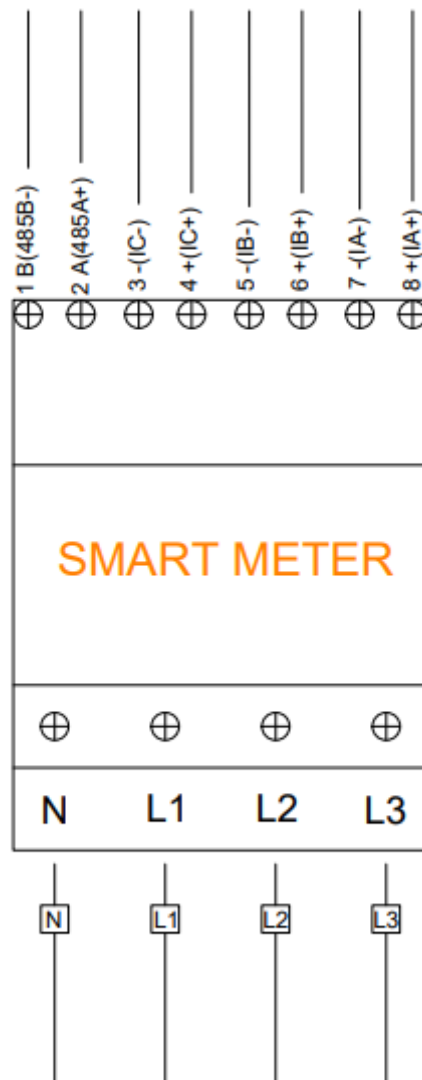 1 B(485B-)
2 A(485A+)
3 -(IC-)
4 +(IC+)
5 -(IB-)
6 +(IB+)
7 -(IA-)
8 +(IA+)
SMART METER
N L1 L2 L3
N L1 L2 L3